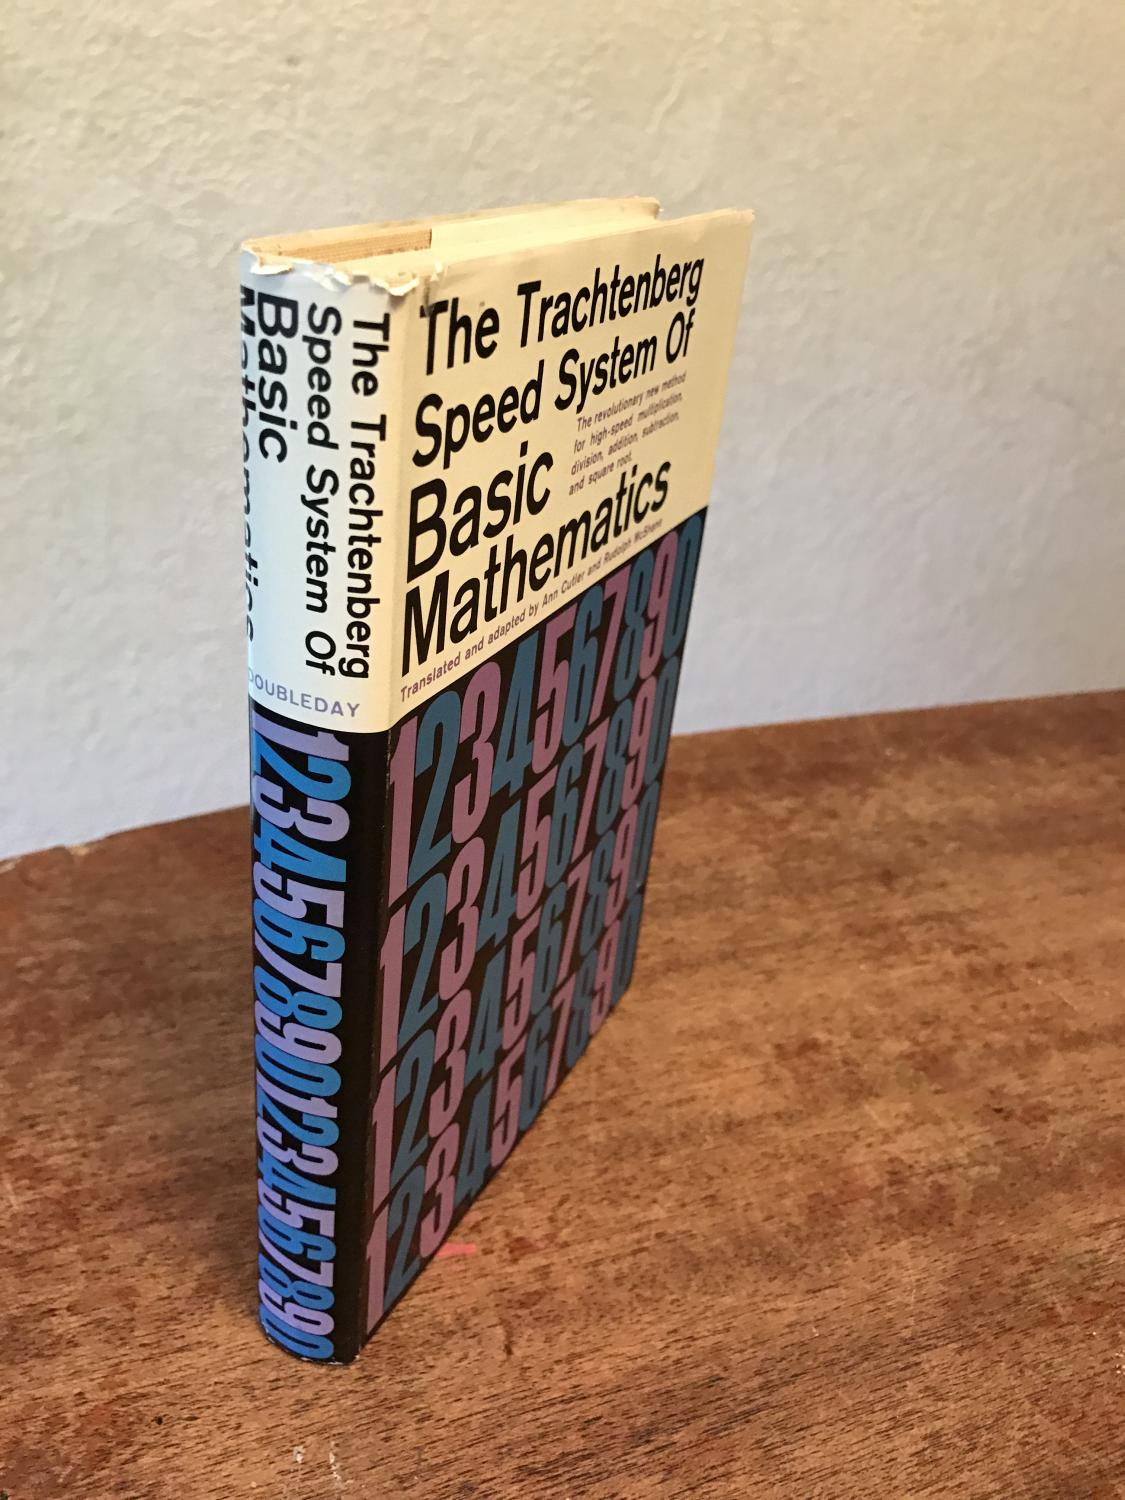 The Trachtenberg
Speed System Of
Basic
Mathematics
DOUBLEDAY
12345678901234567890
The Trachtenberg
Speed System Of
Basic
The revolutionary new method
for high-speed multiplication,
division, addition, subtraction,
and square root.
Mathematics
Translated and adapted by Ann Cutler and Rudolph McShane
1234567890
1234567890
1234567890
1234567890